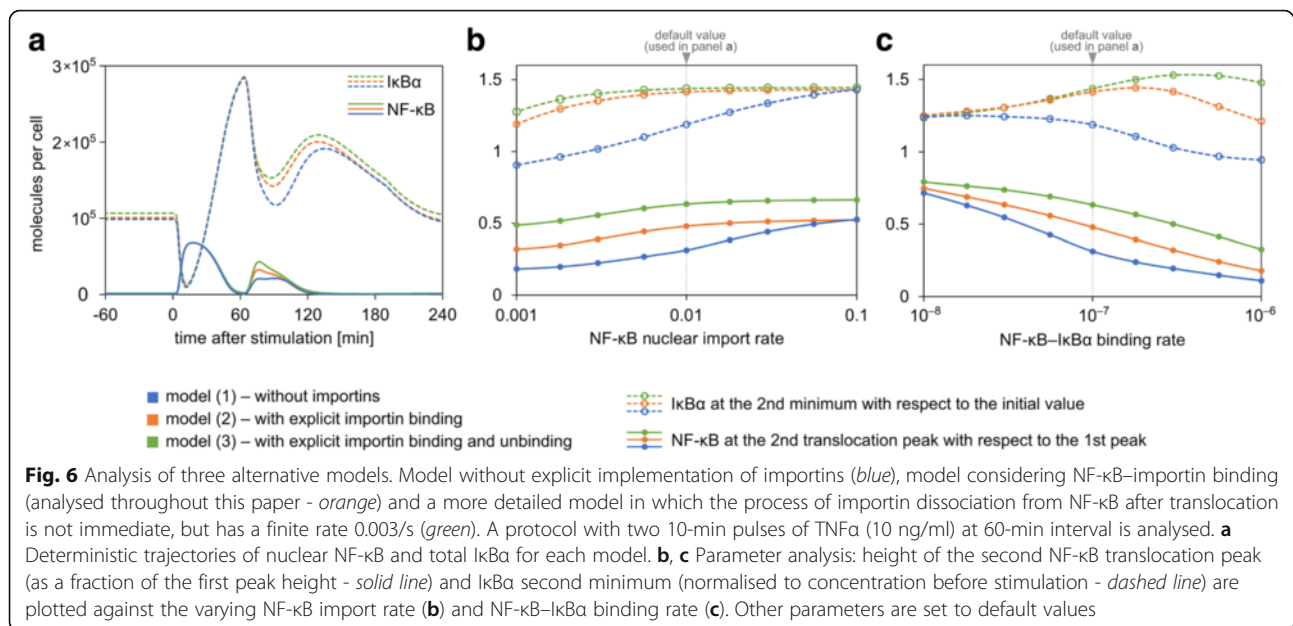 a
3×10⁵
2×10⁵
10⁵
0
molecules per cell
IκBα
NF-κB
-60
0
60
120
180
240
time after stimulation [min]
b
default value
(used in panel a)
1.5
1
0.5
0
0.001
0.01
0.1
NF-κB nuclear import rate
c
default value
(used in panel a)
1.5
1
0.5
0
10⁻⁸
10⁻⁷
10⁻⁶
NF-κB–IκBα binding rate
model (1) – without importins
model (2) – with explicit importin binding
model (3) – with explicit importin binding and unbinding
IκBα at the 2nd minimum with respect to the initial value
NF-κB at the 2nd translocation peak with respect to the 1st peak
Fig. 6 Analysis of three alternative models. Model without explicit implementation of importins (blue), model considering NF-κB–importin binding
(analysed throughout this paper - orange) and a more detailed model in which the process of importin dissociation from NF-κB after translocation
is not immediate, but has a finite rate 0.003/s (green). A protocol with two 10-min pulses of TNFα (10 ng/ml) at 60-min interval is analysed. a
Deterministic trajectories of nuclear NF-κB and total IκBα for each model. b, c Parameter analysis: height of the second NF-κB translocation peak
(as a fraction of the first peak height - solid line) and IκBα second minimum (normalised to concentration before stimulation - dashed line) are
plotted against the varying NF-κB import rate (b) and NF-κB–IκBα binding rate (c). Other parameters are set to default values